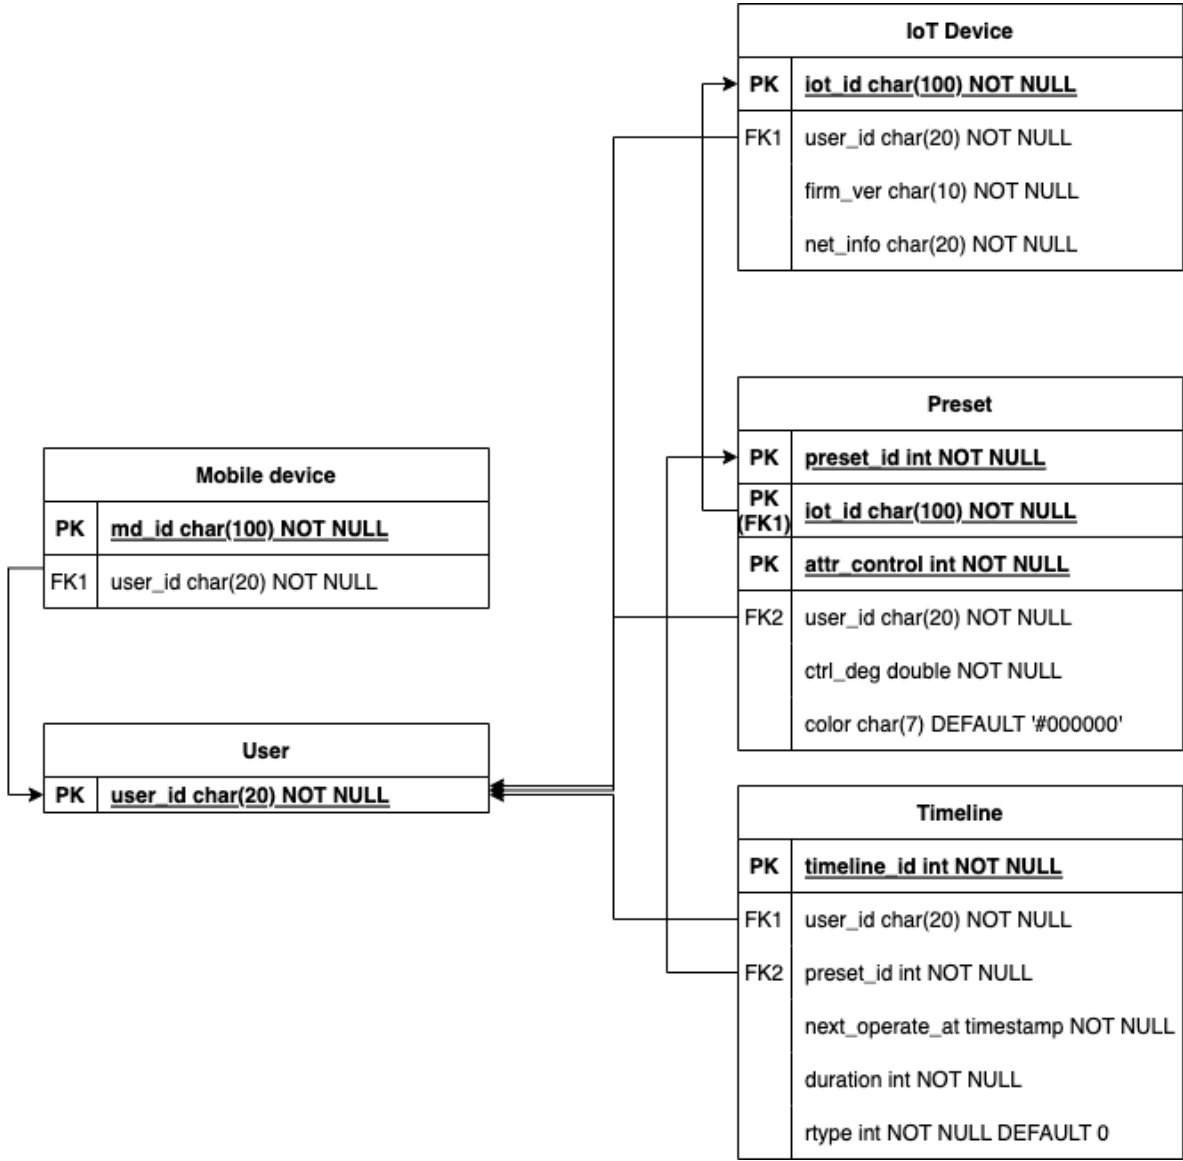 IoT Device
PK iot_id char(100) NOT NULL
FK1 user_id char(20) NOT NULL
firm_ver char(10) NOT NULL
net_info char(20) NOT NULL
Preset
PK preset_id int NOT NULL
PK
(FK1) iot_id char(100) NOT NULL
PK attr_control int NOT NULL
FK2 user_id char(20) NOT NULL
ctrl_deg double NOT NULL
color char(7) DEFAULT '#000000'
Mobile device
PK md_id char(100) NOT NULL
FK1 user_id char(20) NOT NULL
User
PK user_id char(20) NOT NULL
Timeline
PK timeline_id int NOT NULL
FK1 user_id char(20) NOT NULL
FK2 preset_id int NOT NULL
next_operate_at timestamp NOT NULL
duration int NOT NULL
rtype int NOT NULL DEFAULT 0